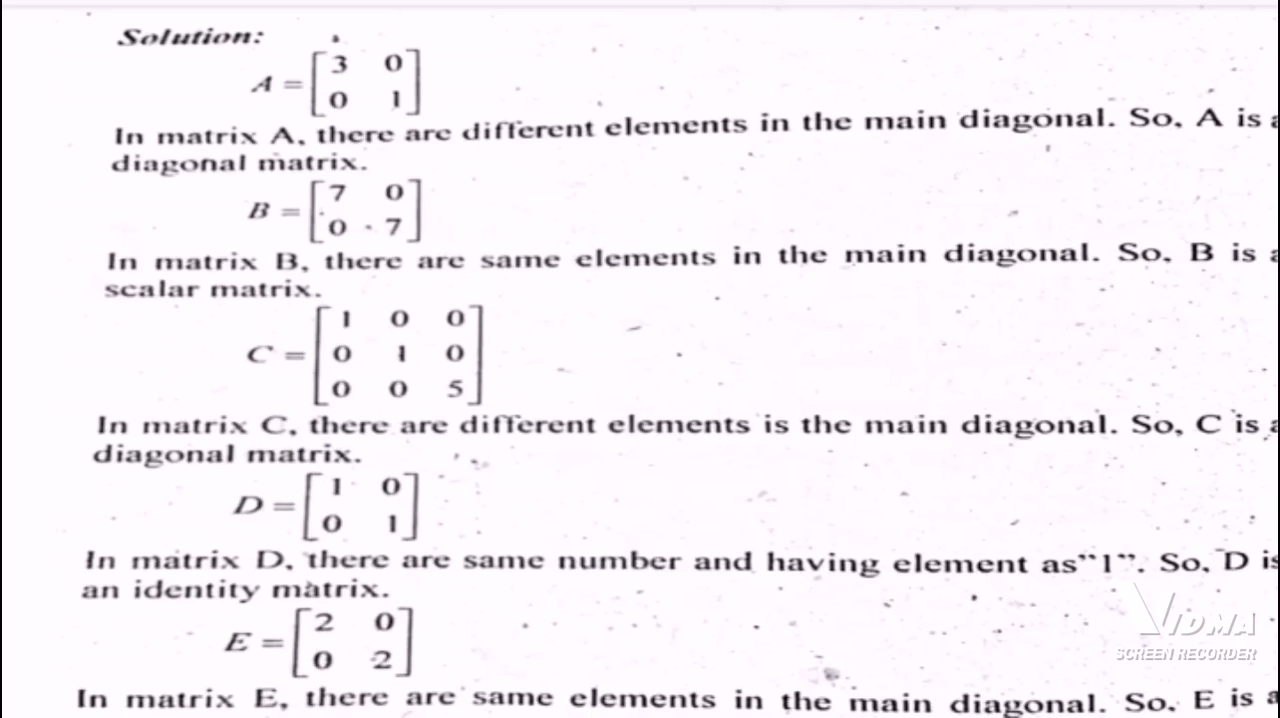 Solution:
A = [3 0
0 1]
In matrix A, there are different elements in the main diagonal. So, A is a
diagonal matrix.
B = [7 0
0 7]
In matrix B, there are same elements in the main diagonal. So, B is a
scalar matrix.
C = [1 0 0
0 1 0
0 0 5]
In matrix C, there are different elements is the main diagonal. So, C is a
diagonal matrix.
D = [1 0
0 1]
In matrix D, there are same number and having element as "1". So, D is
an identity matrix.
E = [2 0
0 2]
In matrix E, there are same elements in the main diagonal. So, E is a
VIDMA
SCREEN RECORDER